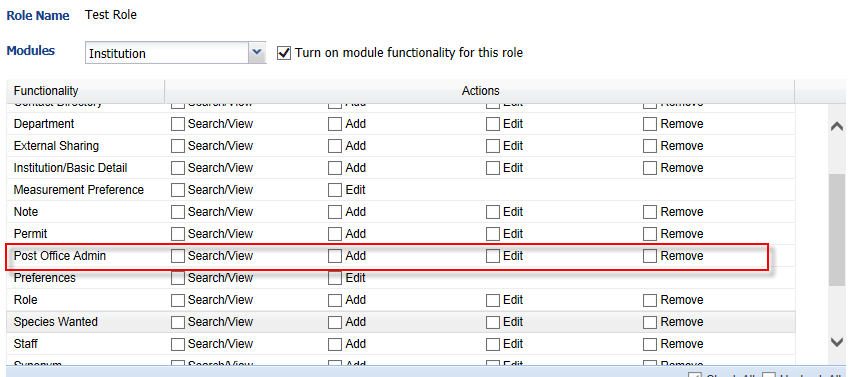 Role Name Test Role
Modules Institution Turn on module functionality for this role
Functionality Actions
Contact Directory Search/View Add Edit Remove
Department Search/View Add Edit Remove
External Sharing Search/View Add Edit Remove
Institution/Basic Detail Search/View Add Edit Remove
Measurement Preference Search/View Edit
Note Search/View Add Edit Remove
Permit Search/View Add Edit Remove
Post Office Admin Search/View Add Edit Remove
Preferences Search/View Edit
Role Search/View Add Edit Remove
Species Wanted Search/View Add Edit Remove
Staff Search/View Add Edit Remove
Synonym Search/View Add Edit Remove
Check All Uncheck All